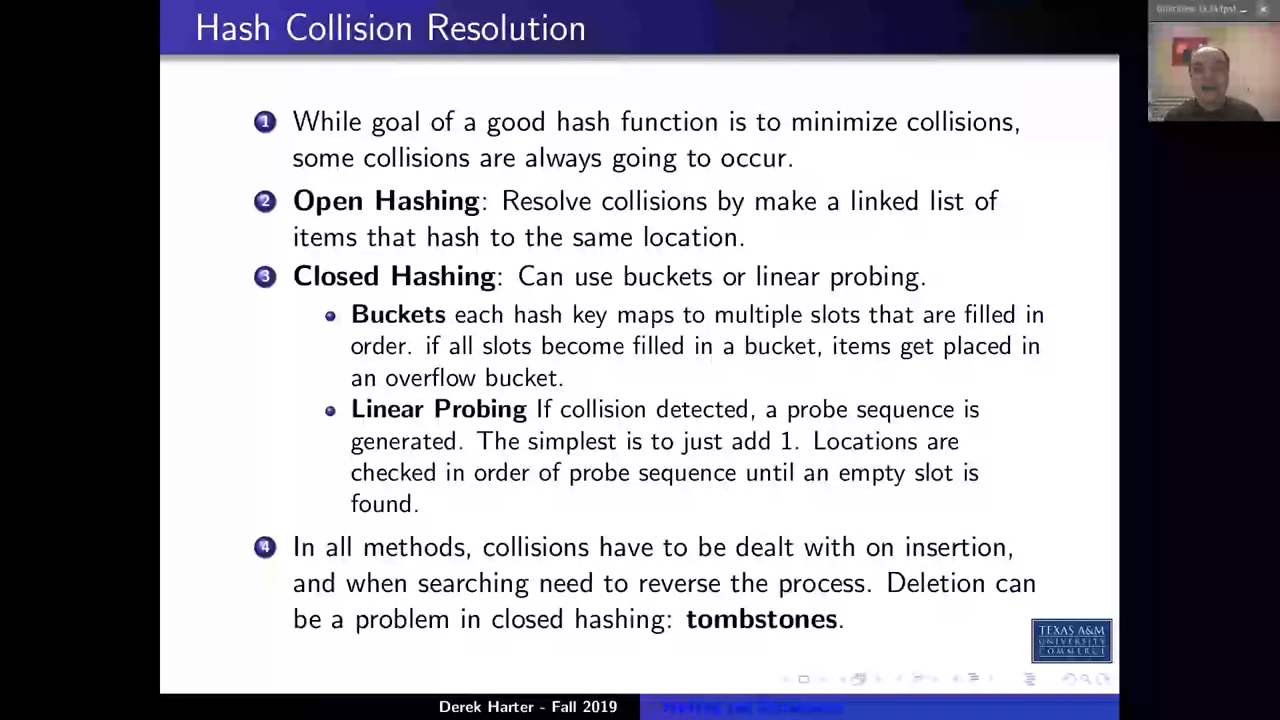 Hash Collision Resolution
1 While goal of a good hash function is to minimize collisions,
some collisions are always going to occur.
2 Open Hashing: Resolve collisions by make a linked list of
items that hash to the same location.
3 Closed Hashing: Can use buckets or linear probing.
Buckets each hash key maps to multiple slots that are filled in
order. if all slots become filled in a bucket, items get placed in
an overflow bucket.
Linear Probing If collision detected, a probe sequence is
generated. The simplest is to just add 1. Locations are
checked in order of probe sequence until an empty slot is
found.
4 In all methods, collisions have to be dealt with on insertion,
and when searching need to reverse the process. Deletion can
be a problem in closed hashing: tombstones.
TEXAS A&M
UNIVERSITY
COMMERCE
Derek Harter - Fall 2019